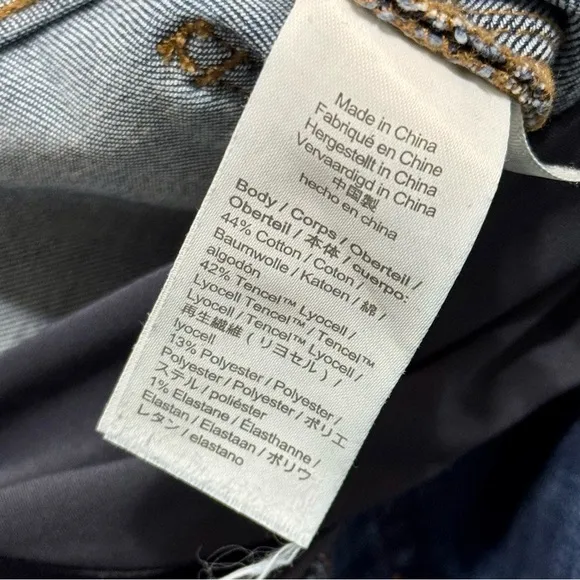 Made in China
Fabriqué en Chine
Hergestellt in China
Vervaardigd in China
中国製
hecho en china
Body / Corps / Oberteil /
Oberteil / 本体 / cuerpo:
44% Cotton / Coton /
Baumwolle / Katoen / 綿 /
algodón
42% Tencel™ Lyocell /
Lyocell / Tencel™ Lyocell /
Lyocell / Tencel™ Lyocell /
再生繊維 ( リヨセル ) /
lyocell
13% Polyester / Polyester /
Polyester / Polyester / ポリエ
ステル / poliéster
1% Elastane / Élasthanne /
Elastan / Elastaan / ポリウ
レタン / elastano